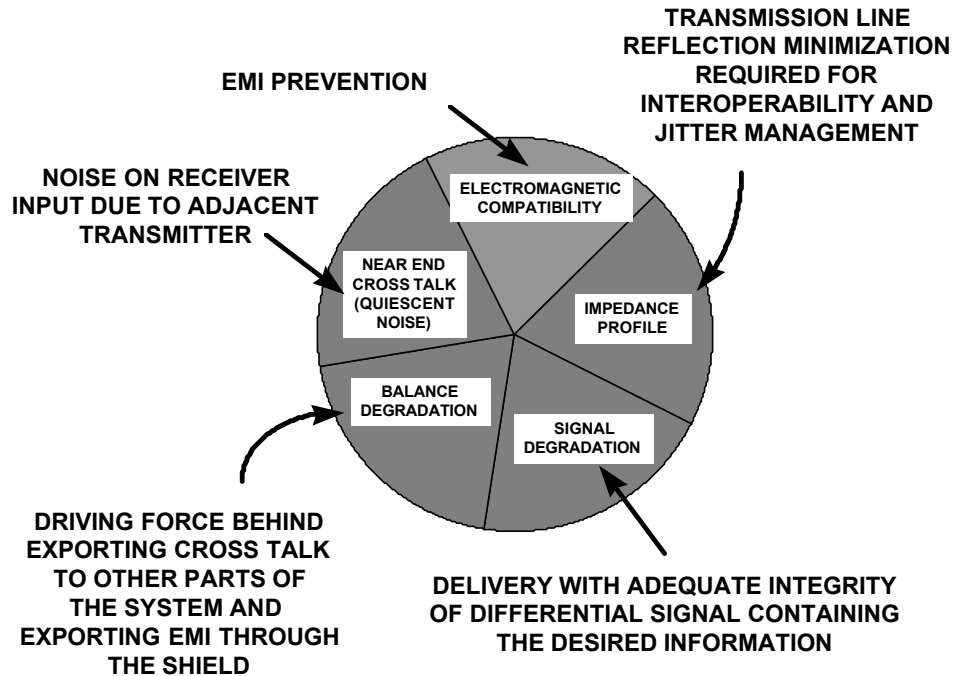 TRANSMISSION LINE
REFLECTION MINIMIZATION
REQUIRED FOR
INTEROPERABILITY AND
JITTER MANAGEMENT
EMI PREVENTION
NOISE ON RECEIVER
INPUT DUE TO ADJACENT
TRANSMITTER
ELECTROMAGNETIC
COMPATIBILITY
NEAR END
CROSS TALK
(QUIESCENT
NOISE)
IMPEDANCE
PROFILE
BALANCE
DEGRADATION
SIGNAL
DEGRADATION
DRIVING FORCE BEHIND
EXPORTING CROSS TALK
TO OTHER PARTS OF
THE SYSTEM AND
EXPORTING EMI THROUGH
THE SHIELD
DELIVERY WITH ADEQUATE INTEGRITY
OF DIFFERENTIAL SIGNAL CONTAINING
THE DESIRED INFORMATION